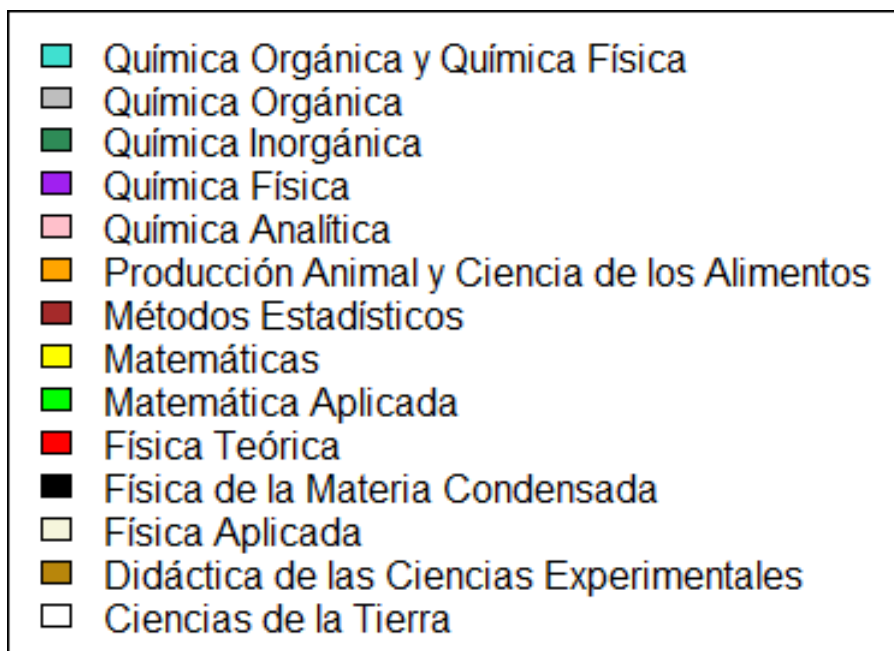 Química Orgánica y Química Física
Química Orgánica
Química Inorgánica
Química Física
Química Analítica
Producción Animal y Ciencia de los Alimentos
Métodos Estadísticos
Matemáticas
Matemática Aplicada
Física Teórica
Física de la Materia Condensada
Física Aplicada
Didáctica de las Ciencias Experimentales
Ciencias de la Tierra